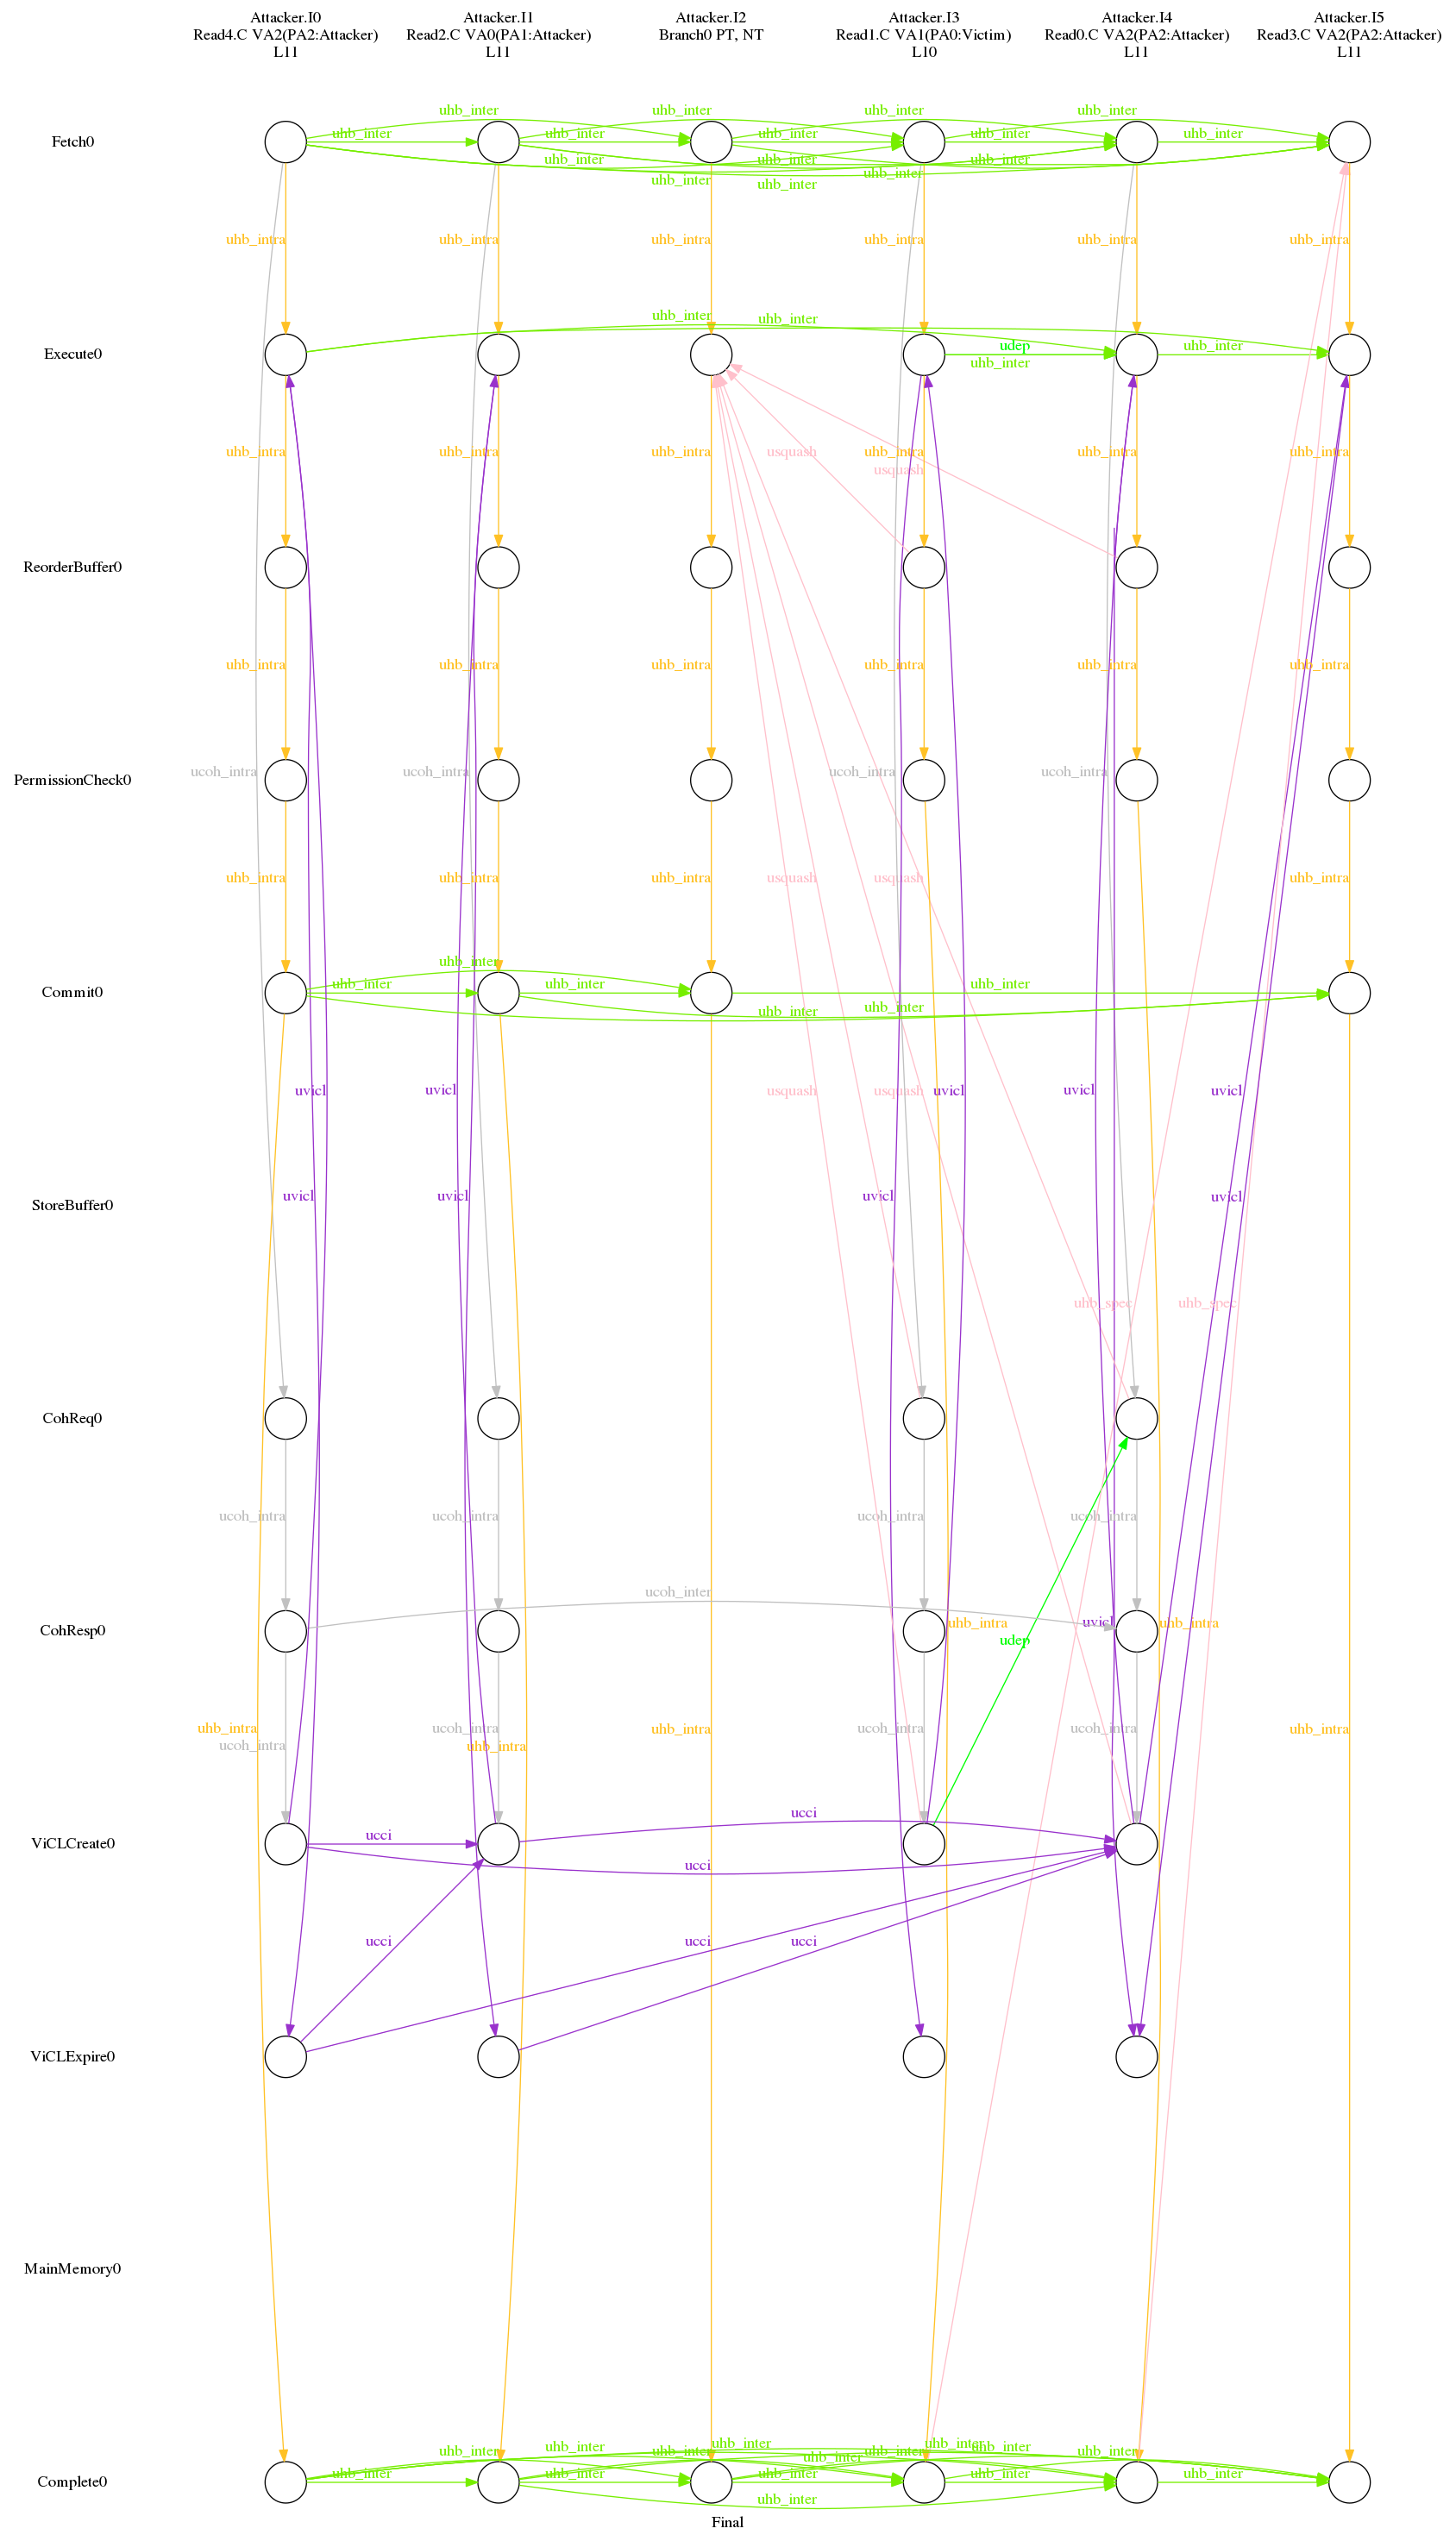 Attacker.I0
Read4.C VA2(PA2:Attacker)
L11
Attacker.I1
Read2.C VA0(PA1:Attacker)
L11
Attacker.I2
Branch0 PT, NT
Attacker.I3
Read1.C VA1(PA0:Victim)
L10
Attacker.I4
Read0.C VA2(PA2:Attacker)
L11
Attacker.I5
Read3.C VA2(PA2:Attacker)
L11
uhb_inter uhb_inter uhb_inter uhb_inter
Fetch0 uhb_inter uhb_inter uhb_inter uhb_inter uhb_inter
uhb_inter uhb_inter uhb_inter
uhb_inter uhb_inter uhb_inter
uhb_intra uhb_intra uhb_intra uhb_intra uhb_intra uhb_intra
uhb_inter uhb_inter
Execute0 udep uhb_inter
uhb_inter
uhb_intra uhb_intra uhb_intra usquash uhb_intra uhb_intra uhb_intra
usquash
ReorderBuffer0
uhb_intra uhb_intra uhb_intra uhb_intra uhb_intra uhb_intra
PermissionCheck0 ucoh_intra ucoh_intra ucoh_intra ucoh_intra
uhb_intra uhb_intra uhb_intra usquash usquash uhb_intra
uhb_inter
Commit0 uhb_inter uhb_inter uhb_inter
uhb_inter uhb_inter
uvicl uvicl usquash usquash uvicl uvicl uvicl
uvicl uvicl uvicl uvicl
StoreBuffer0
uhb_spec uhb_spec
CohReq0
ucoh_intra ucoh_intra ucoh_intra ucoh_intra
ucoh_inter
CohResp0 uhb_intra uvicl uhb_intra
udep
uhb_intra ucoh_intra uhb_intra ucoh_intra ucoh_intra uhb_intra
ucoh_intra uhb_intra
ucci
ViCLCreate0 ucci
ucci
ucci ucci ucci
ViCLExpire0
MainMemory0
uhb_inter uhb_inter uhb_inter uhb_inter uhb_inter uhb_inter uhb_inter uhb_inter
uhb_inter
Complete0 uhb_inter uhb_inter uhb_inter uhb_inter uhb_inter
uhb_inter
Final